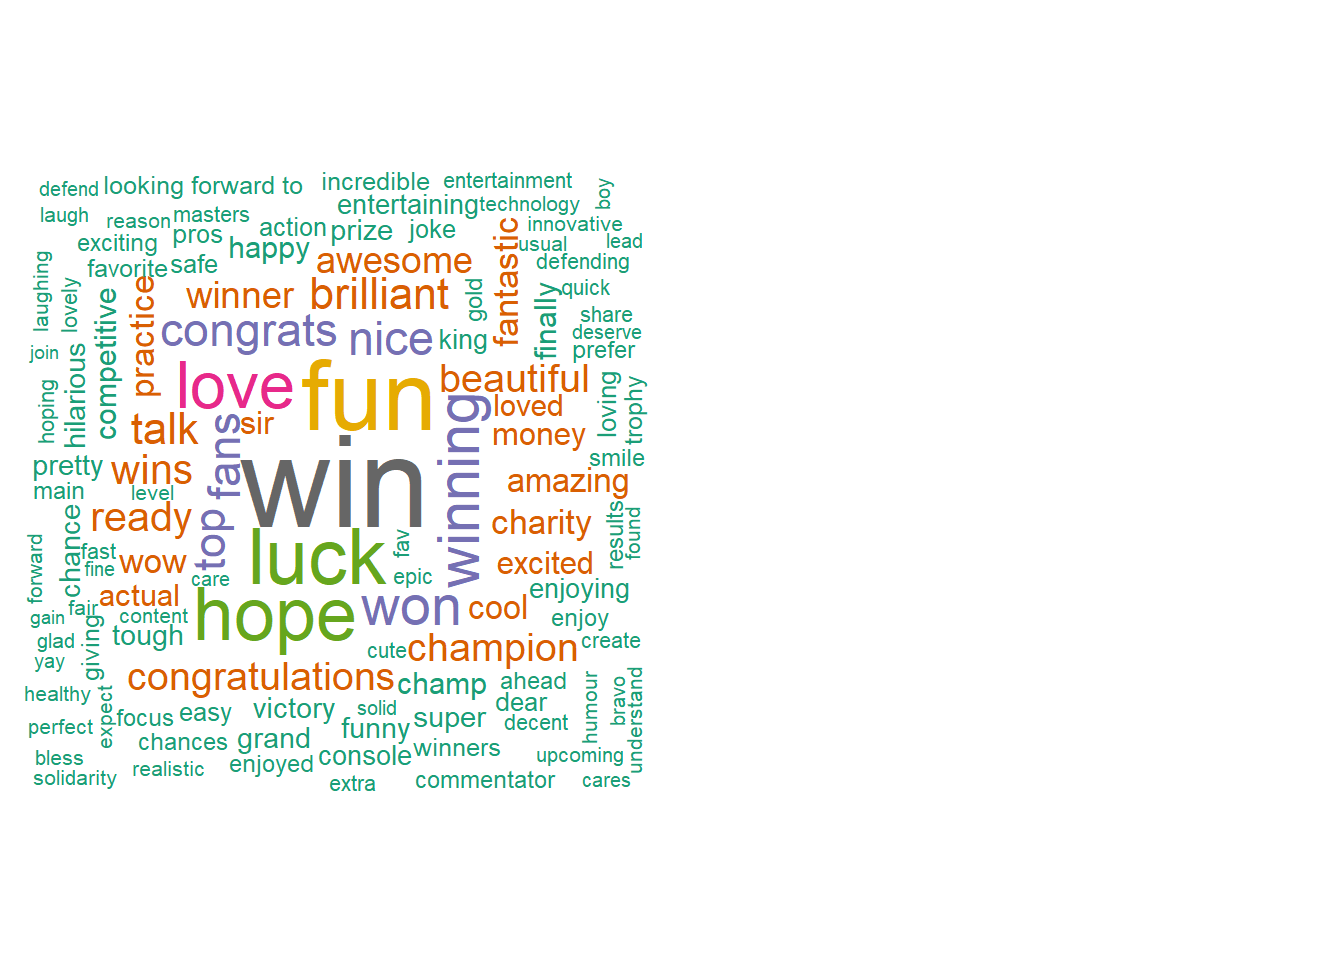 defend
looking forward to
incredible
entertainment
boy
laugh
reason
masters
entertaining
technology
innovative
exciting
pros
action
prize
joke
fantastic
usual
lead
laughing
favorite
safe
happy
awesome
defending
lovely
competitive
practice
winner
brilliant
gold
finally
quick
share
join
congrats
nice
king
deserve
prefer
hoping
hilarious
love
fun
beautiful
loving
trophy
talk
sir
winning
loved
money
pretty
wins
fans
win
smile
main
level
amazing
ready
top
charity
results
found
forward
chance
fast
fine
wow
care
luck
fav
epic
excited
enjoying
actual
gain
fair
content
hope
won
cool
enjoy
glad
giving
tough
cute
champion
create
yay
congratulations
champ
ahead
healthy
expect
focus
easy
victory
solid
super
dear
humour
bravo
understand
perfect
chances
grand
funny
decent
bless
realistic
enjoyed
console
winners
upcoming
solidarity
extra
commentator
cares